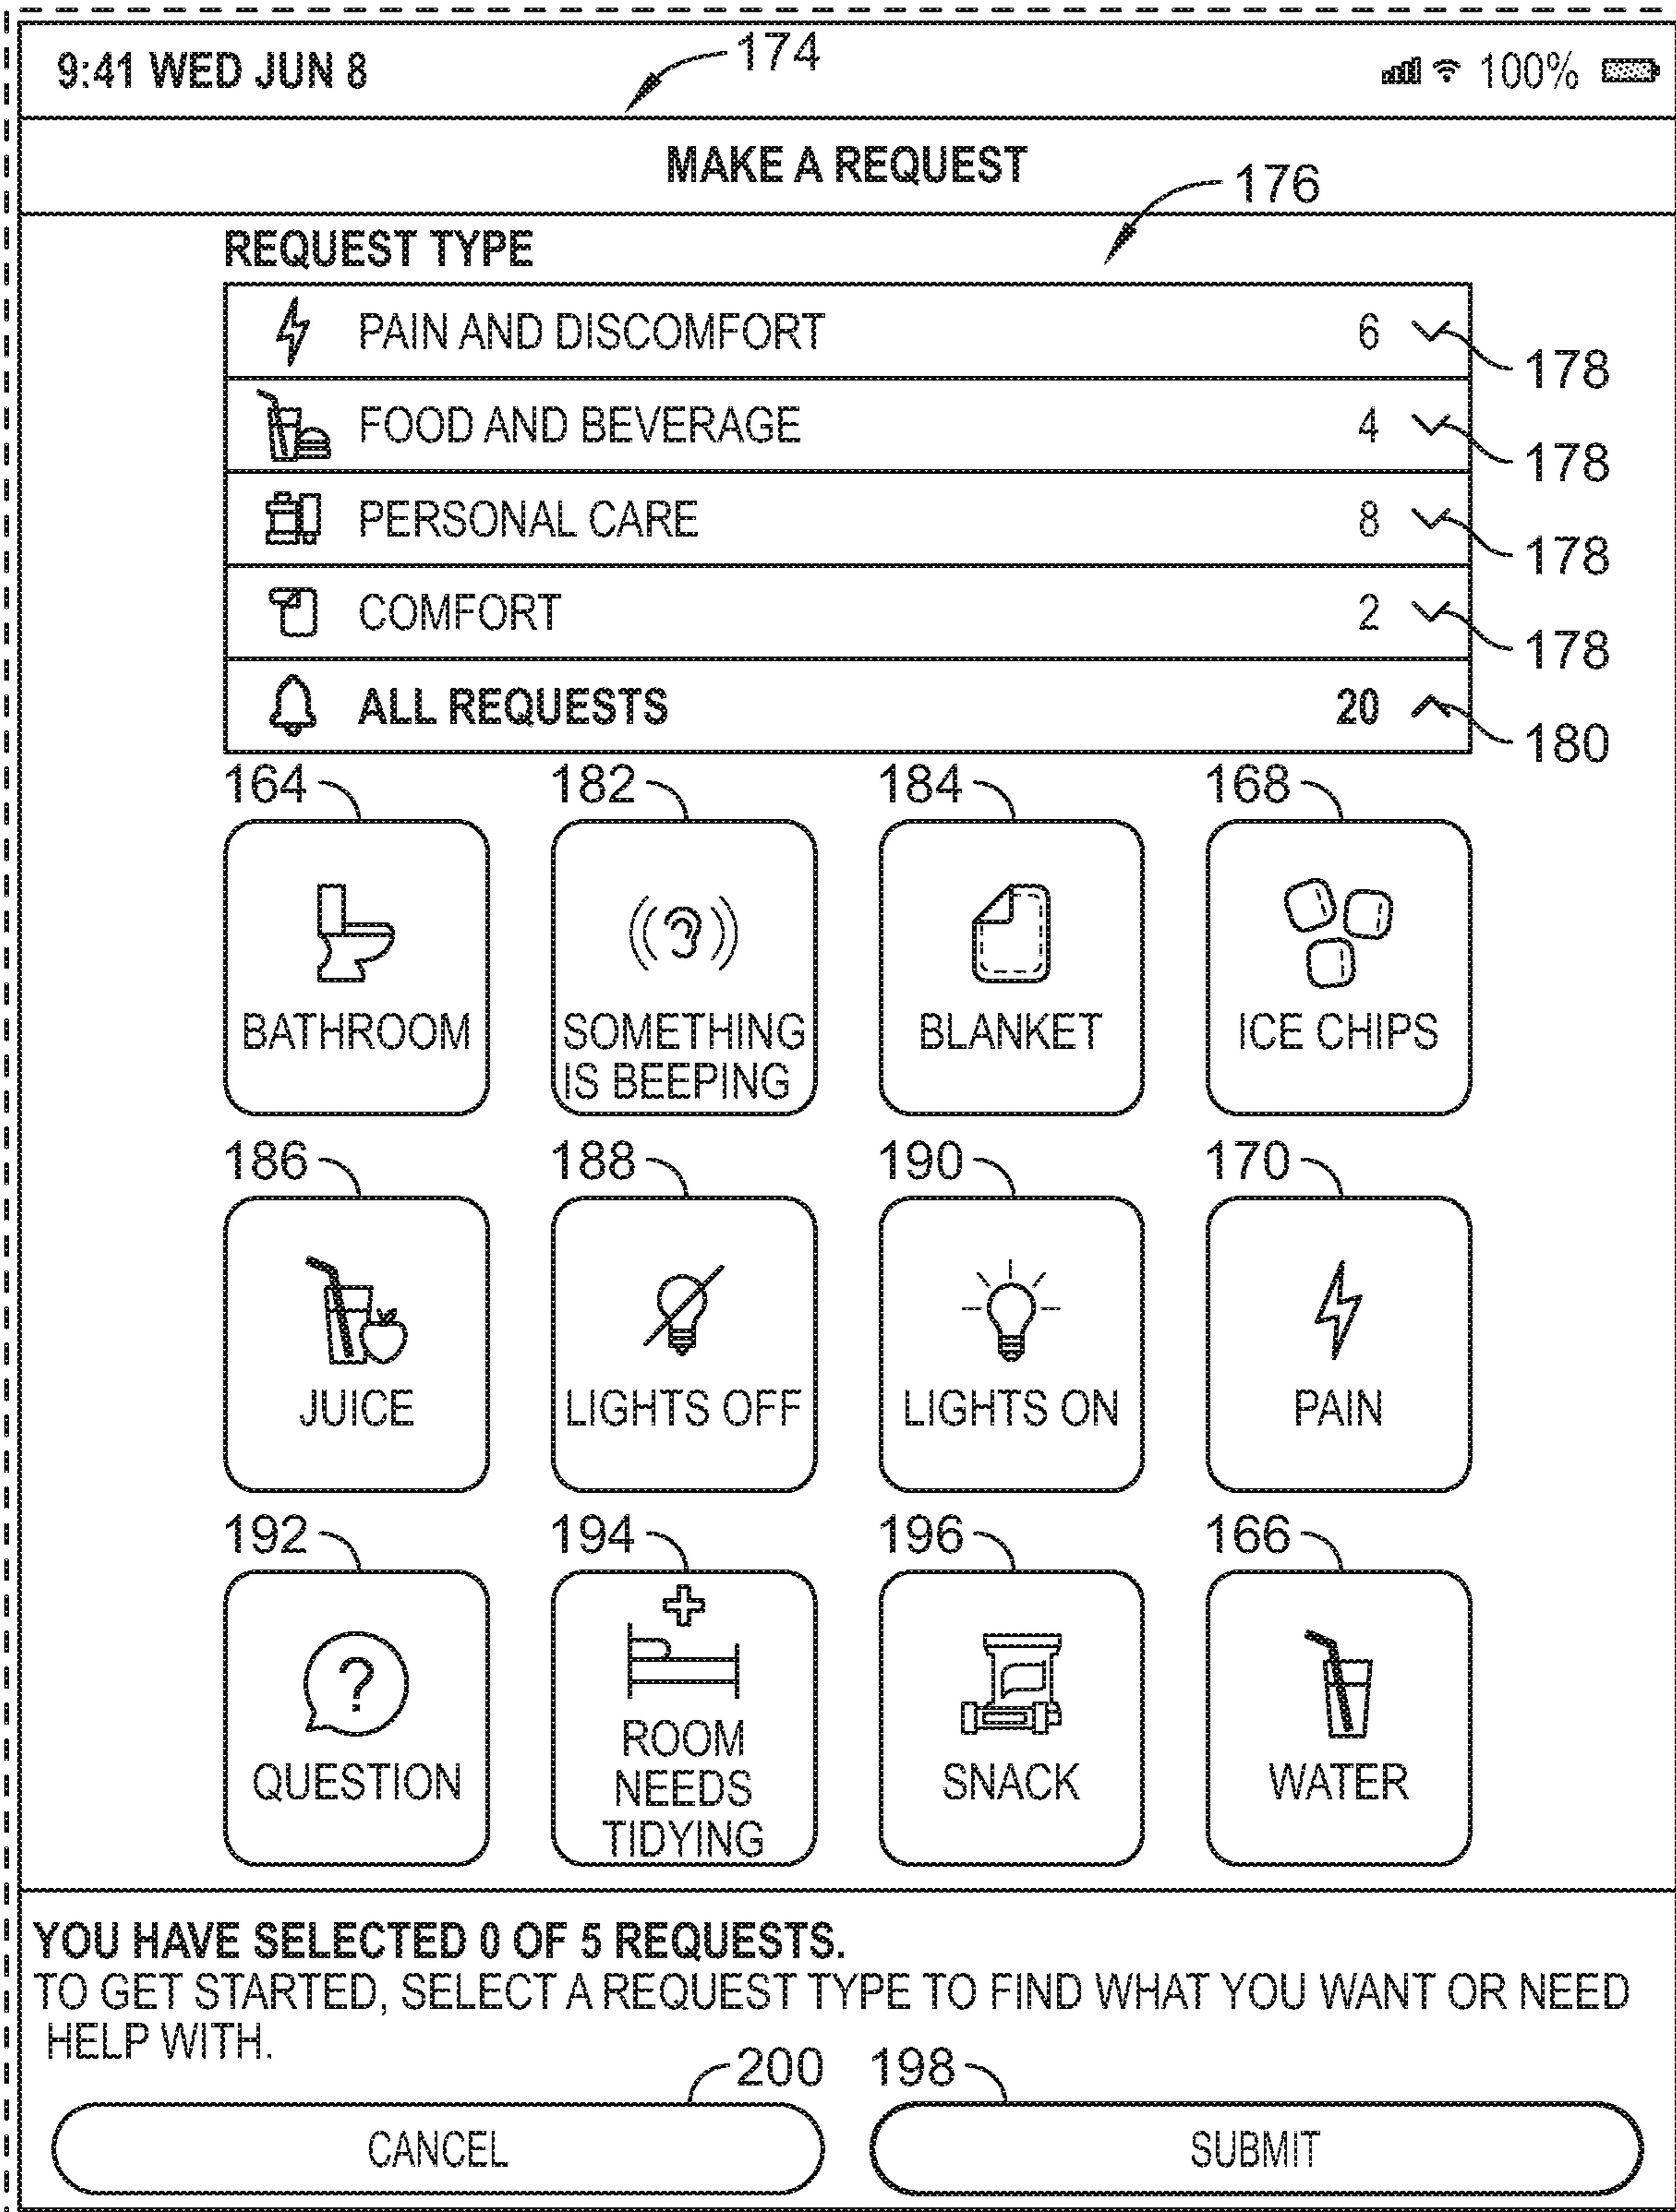 9:41 WED JUN 8 174 100%
MAKE A REQUEST
176
REQUEST TYPE
PAIN AND DISCOMFORT 6
178
FOOD AND BEVERAGE 4
178
PERSONAL CARE 8
178
COMFORT 2
178
ALL REQUESTS 20
180
164 182 184 168
BATHROOM SOMETHING BLANKET ICE CHIPS
IS BEEPING
186 188 190 170
JUICE LIGHTS OFF LIGHTS ON PAIN
192 194 196 166
?
ROOM
QUESTION NEEDS SNACK WATER
TIDYING
YOU HAVE SELECTED 0 OF 5 REQUESTS.
TO GET STARTED, SELECT A REQUEST TYPE TO FIND WHAT YOU WANT OR NEED
HELP WITH.
200 198
CANCEL SUBMIT